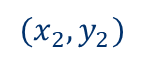 (x₂, y₂)